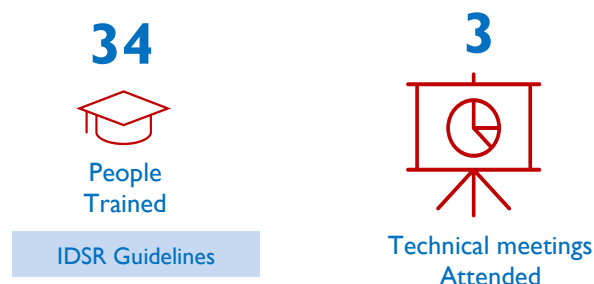 34
People
Trained
IDSR Guidelines
3
Technical meetings
Attended